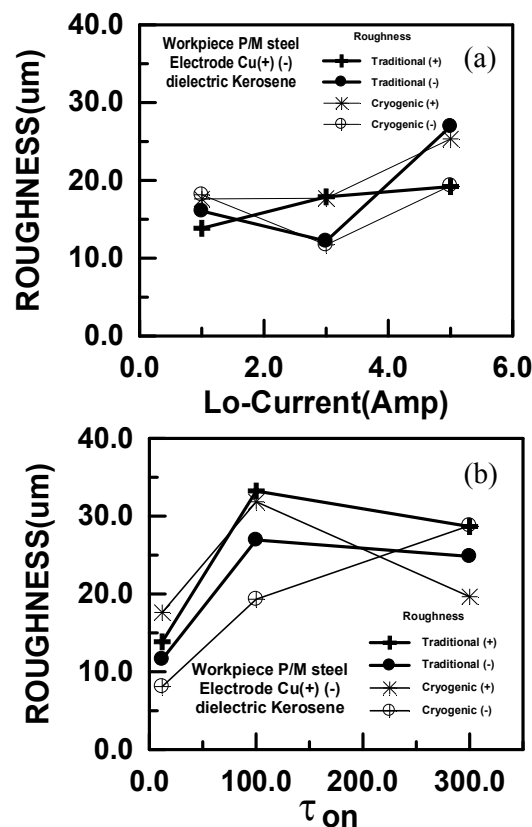 40.0
30.0
20.0
10.0
0.0
ROUGHNESS(um)
Workpiece P/M steel
Electrode Cu(+) (-)
dielectric Kerosene
Roughness
Traditional (+)
Traditional (-)
Cryogenic (+)
Cryogenic (-)
(a)
0.0 2.0 4.0 6.0
Lo-Current(Amp)
40.0
30.0
20.0
10.0
0.0
ROUGHNESS(um)
(b)
Roughness
Traditional (+)
Traditional (-)
Cryogenic (+)
Cryogenic (-)
Workpiece P/M steel
Electrode Cu(+) (-)
dielectric Kerosene
0.0 100.0 200.0 300.0
τon